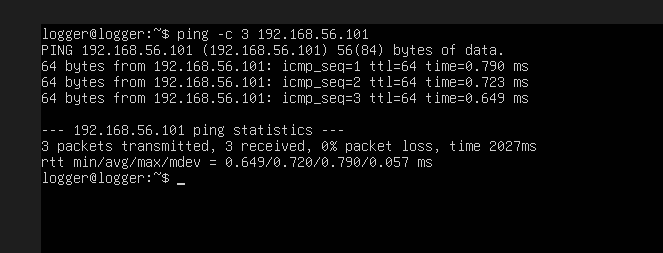 logger@logger:~$ ping -c 3 192.168.56.101
PING 192.168.56.101 (192.168.56.101) 56(84) bytes of data.
64 bytes from 192.168.56.101: icmp_seq=1 ttl=64 time=0.790 ms
64 bytes from 192.168.56.101: icmp_seq=2 ttl=64 time=0.723 ms
64 bytes from 192.168.56.101: icmp_seq=3 ttl=64 time=0.649 ms
--- 192.168.56.101 ping statistics ---
3 packets transmitted, 3 received, 0% packet loss, time 2027ms
rtt min/avg/max/mdev = 0.649/0.720/0.790/0.057 ms
logger@logger:~$ _